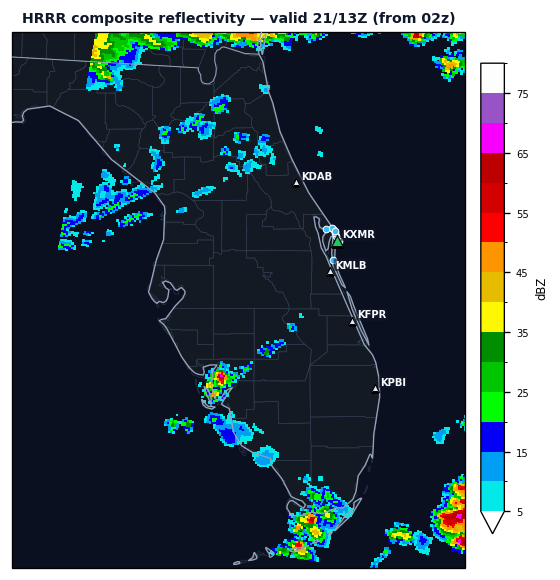 HRRR composite reflectivity — valid 21/13Z (from 02z)
KDAB
KXMR
KMLB
KFPR
KPBI
75
65
55
45
35
25
15
5
dBZ